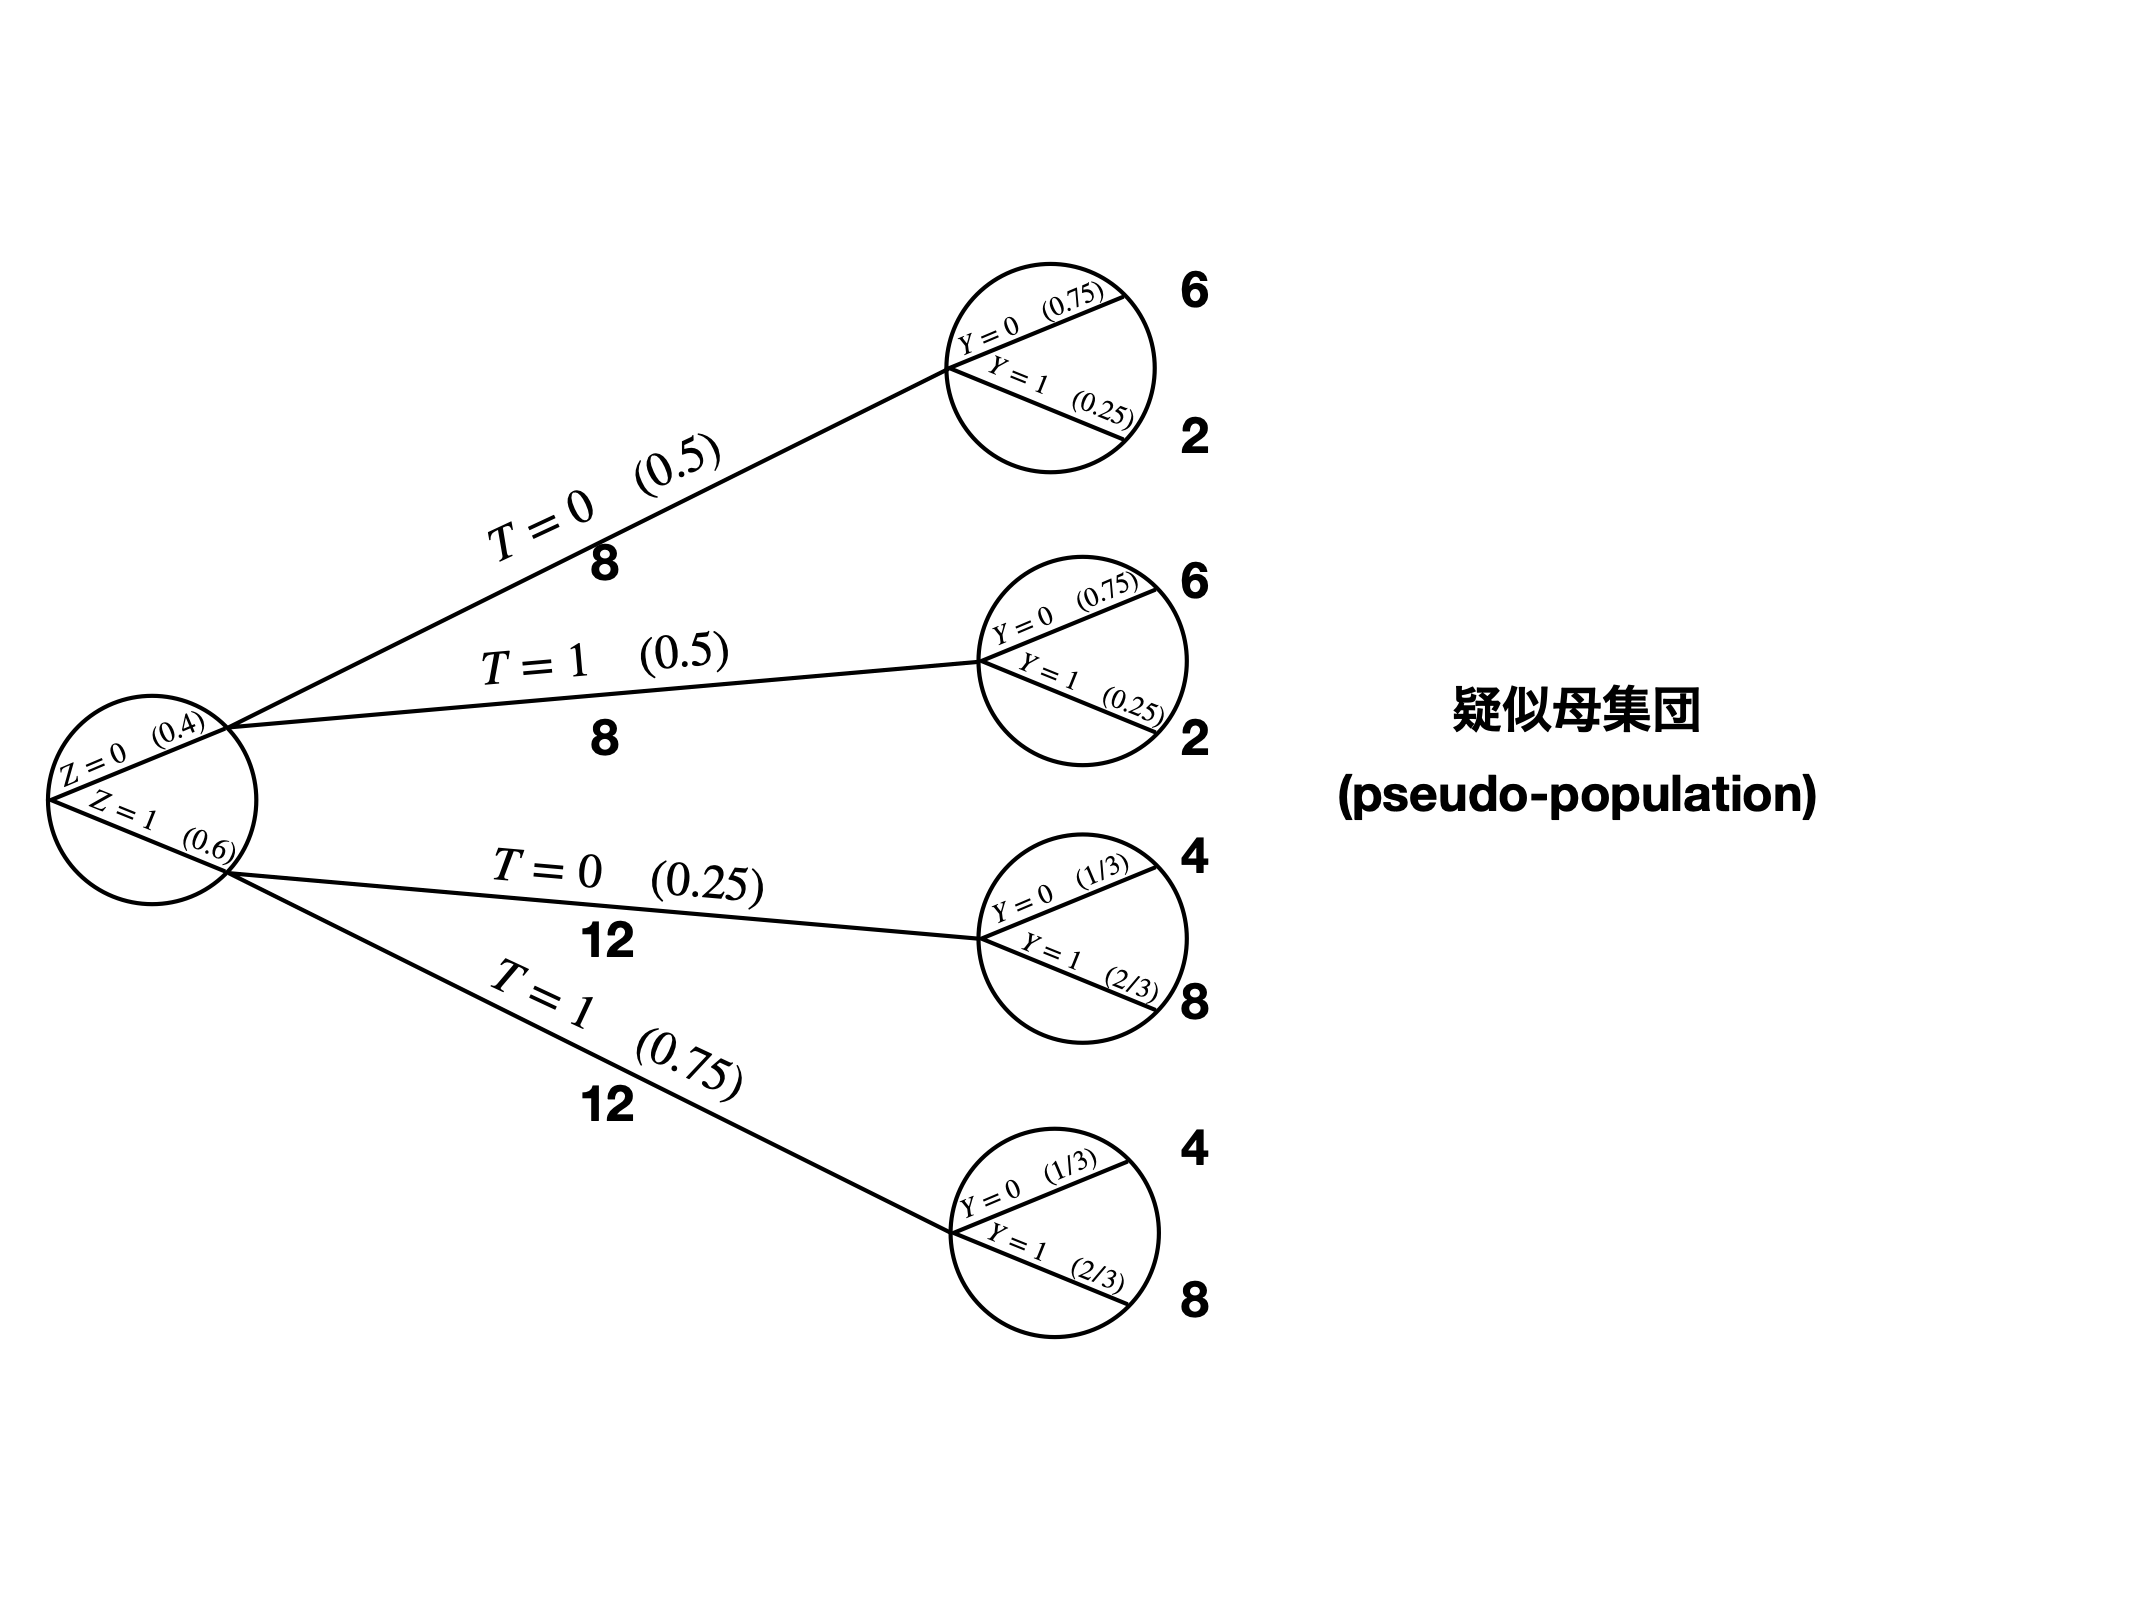 Y = 0 (0.75)
6
Y = 1 (0.25)
2
T = 0 (0.5)
8
Y = 0 (0.75)
6
Y = 1 (0.25)
2
T = 1 (0.5)
8
Z = 0 (0.4)
Z = 1 (0.6)
疑似母集団
(pseudo-population)
T = 0 (0.25)
12
Y = 0 (1/3)
4
Y = 1 (2/3)
8
T = 1 (0.75)
12
Y = 0 (1/3)
4
Y = 1 (2/3)
8